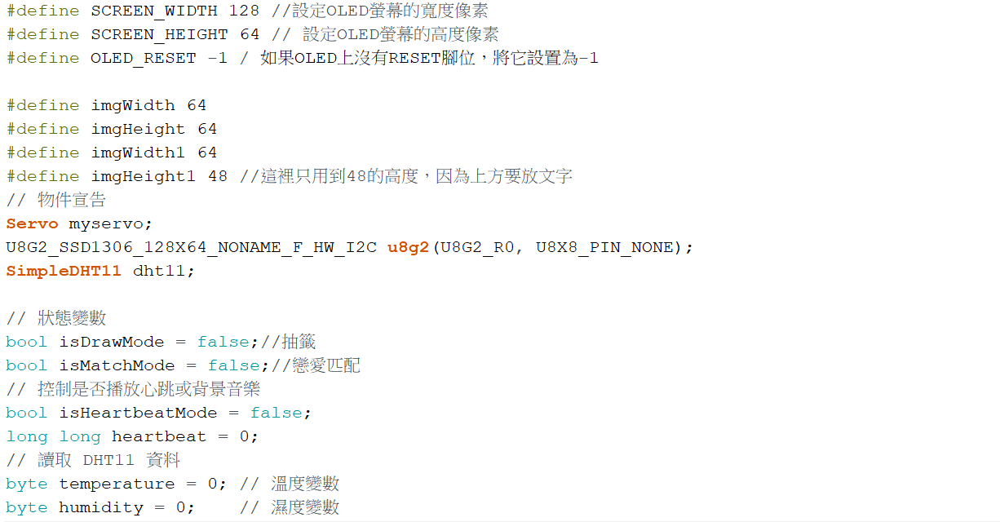 #define SCREEN_WIDTH 128 //設定OLED螢幕的寬度像素
#define SCREEN_HEIGHT 64 // 設定OLED螢幕的高度像素
#define OLED_RESET -1 / 如果OLED上沒有RESET腳位，將它設置為-1
#define imgWidth 64
#define imgHeight 64
#define imgWidth1 64
#define imgHeight1 48 //這裡只用到48的高度，因為上方要放文字
// 物件宣告
Servo myservo;
U8G2_SSD1306_128X64_NONAME_F_HW_I2C u8g2(U8G2_R0, U8X8_PIN_NONE);
SimpleDHT11 dht11;
// 狀態變數
bool isDrawMode = false;//抽籤
bool isMatchMode = false;//戀愛匹配
// 控制是否播放心跳或背景音樂
bool isHeartbeatMode = false;
long long heartbeat = 0;
// 讀取 DHT11 資料
byte temperature = 0; // 溫度變數
byte humidity = 0;    // 濕度變數